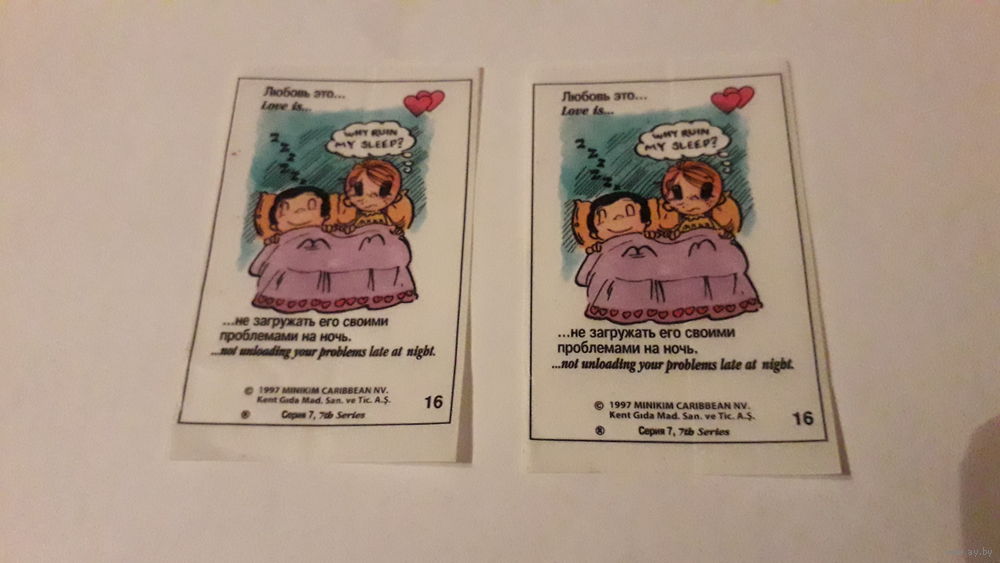 Любовь это...
Love is...
WHY RUIN
MY SLEEP?
Z Z Z Z Z
...не загружать его своими
проблемами на ночь.
...not unloading your problems late at night.
© 1997 MINIKIM CARIBBEAN NV.
Kent Gıda Mad. San. ve Tic. A.Ş.
16
® Серия 7, 7th Series
Любовь это...
Love is...
WHY RUIN
MY SLEEP?
Z Z Z Z Z
...не загружать его своими
проблемами на ночь.
...not unloading your problems late at night.
© 1997 MINIKIM CARIBBEAN NV.
Kent Gıda Mad. San. ve Tic. A.Ş.
16
® Серия 7, 7th Series